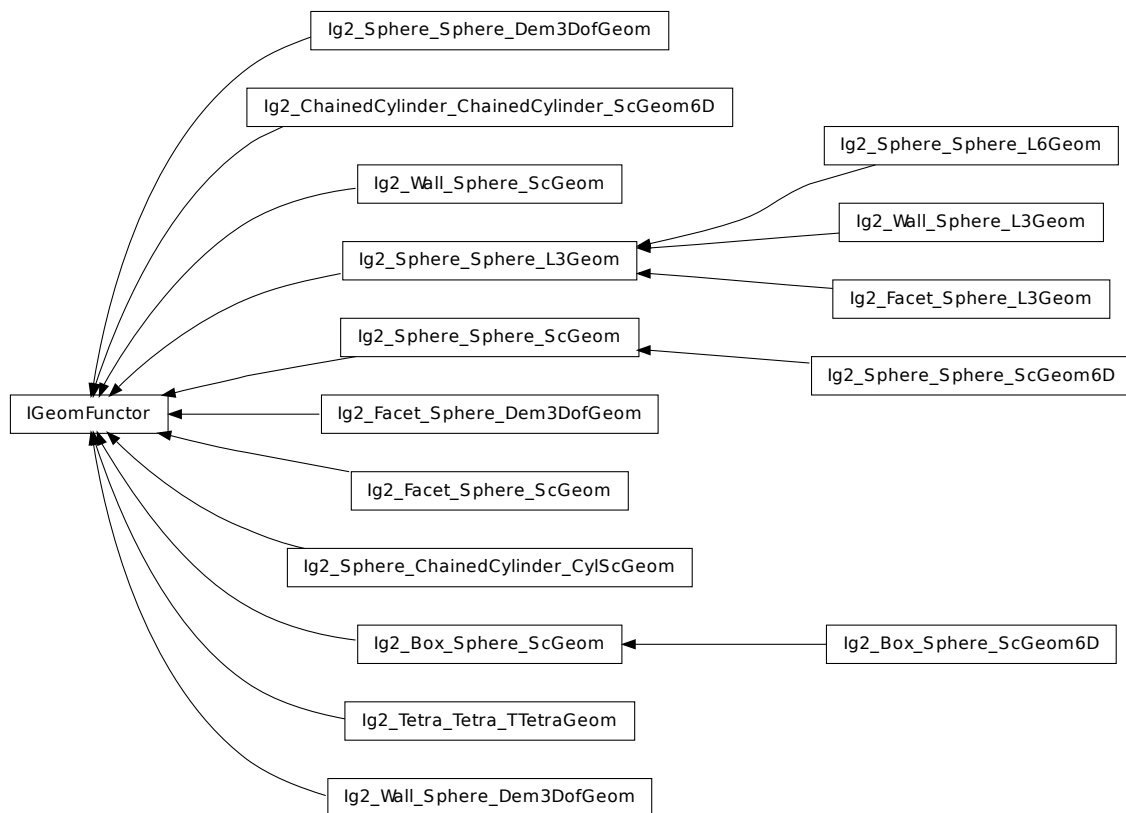 Ig2_Sphere_Sphere_Dem3DofGeom
Ig2_ChainedCylinder_ChainedCylinder_ScGeom6D
Ig2_Sphere_Sphere_L6Geom
Ig2_Wall_Sphere_ScGeom
Ig2_Wall_Sphere_L3Geom
Ig2_Sphere_Sphere_L3Geom
Ig2_Facet_Sphere_L3Geom
Ig2_Sphere_Sphere_ScGeom
Ig2_Sphere_Sphere_ScGeom6D
IGeomFunctor
Ig2_Facet_Sphere_Dem3DofGeom
Ig2_Facet_Sphere_ScGeom
Ig2_Sphere_ChainedCylinder_CylScGeom
Ig2_Box_Sphere_ScGeom
Ig2_Box_Sphere_ScGeom6D
Ig2_Tetra_Tetra_TTetraGeom
Ig2_Wall_Sphere_Dem3DofGeom